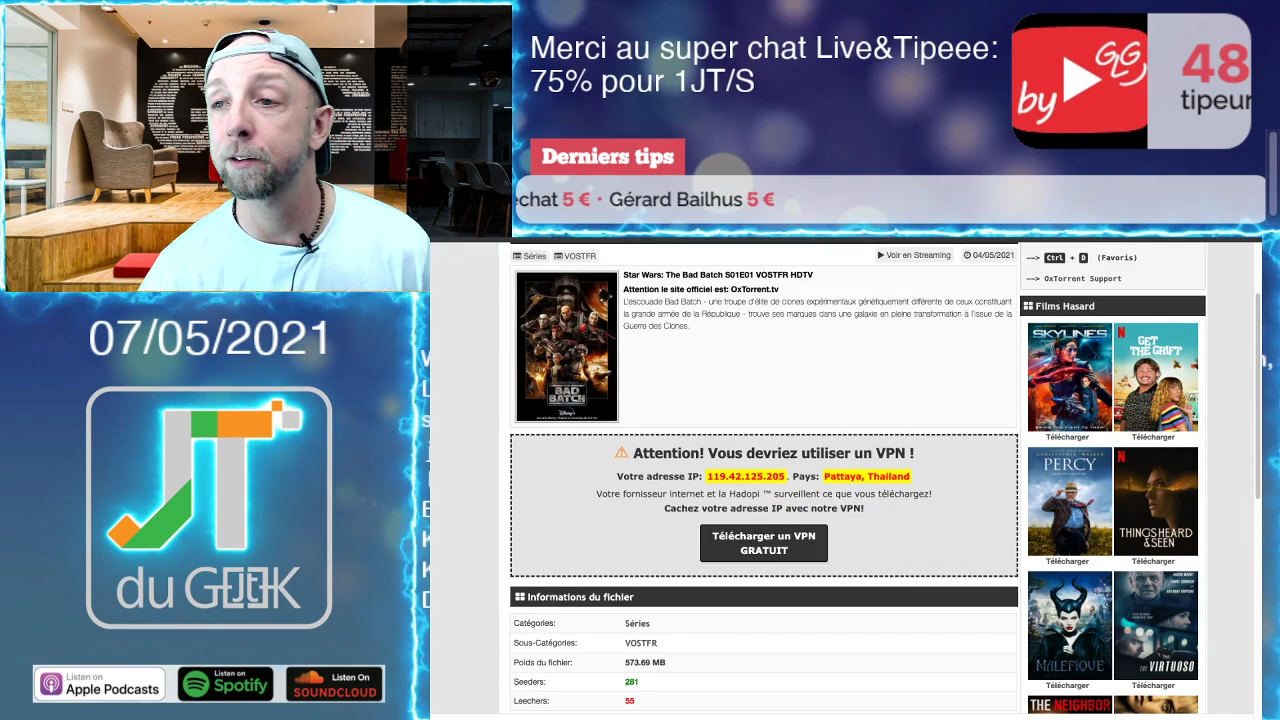 Merci au super chat Live&Tipeee:
75% pour 1JT/S
by GLG
48
tipeur
Derniers tips
chat 5 € · Gérard Bailhus 5 €
07/05/2021
JT
du GEEK
Listen on
Apple Podcasts
Listen on
Spotify
Listen On
SOUNDCLOUD
Séries VOSTFR Voir en Streaming 04/05/2021
Star Wars: The Bad Batch S01E01 VOSTFR HDTV
Attention le site officiel est: OxTorrent.tv
L'escouade Bad Batch - une troupe d'élite de clones expérimentaux génétiquement différente de ceux constituant
la grande armée de la République - trouve ses marques dans une galaxie en pleine transformation à l'issue de la
Guerre des Clones.
BAD
BATCH
Disney+
Attention! Vous devriez utiliser un VPN !
Votre adresse IP: 119.42.125.205. Pays: Pattaya, Thailand
Votre fornisseur internet et la Hadopi ™ surveillent ce que vous téléchargez!
Cachez votre adresse IP avec notre VPN!
Télécharger un VPN
GRATUIT
Informations du fichier
Catégories: Séries
Sous-Catégories: VOSTFR
Poids du fichier: 573.69 MB
Seeders: 281
Leechers: 55
--> Ctrl + D (Favoris)
--> OxTorrent Support
Films Hasard
SKYLINES
N GET
THE GRIFT
Télécharger Télécharger
CHRISTOPHER WALKEN
PERCY
N THINGS HEARD
& SEEN
Télécharger Télécharger
MALEFIQUE
THE VIRTUOSO
Télécharger Télécharger
THE NEIGHBOR